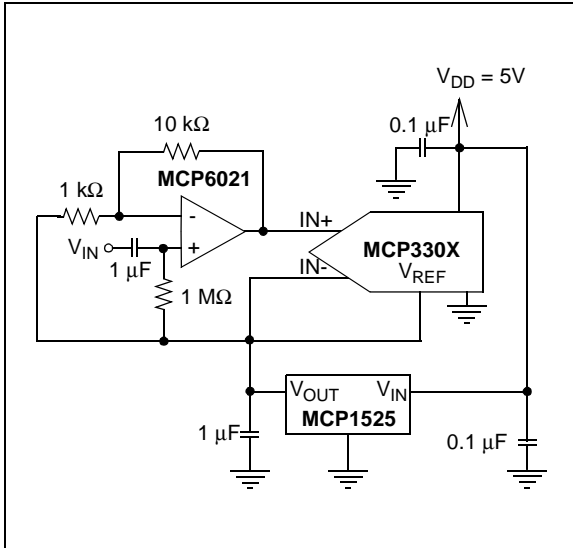 V_DD = 5V
0.1 μF
10 kΩ
MCP6021
1 kΩ
-
+
V_IN
1 μF
1 MΩ
IN+
IN-
MCP330X
V_REF
V_OUT V_IN
MCP1525
1 μF
0.1 μF